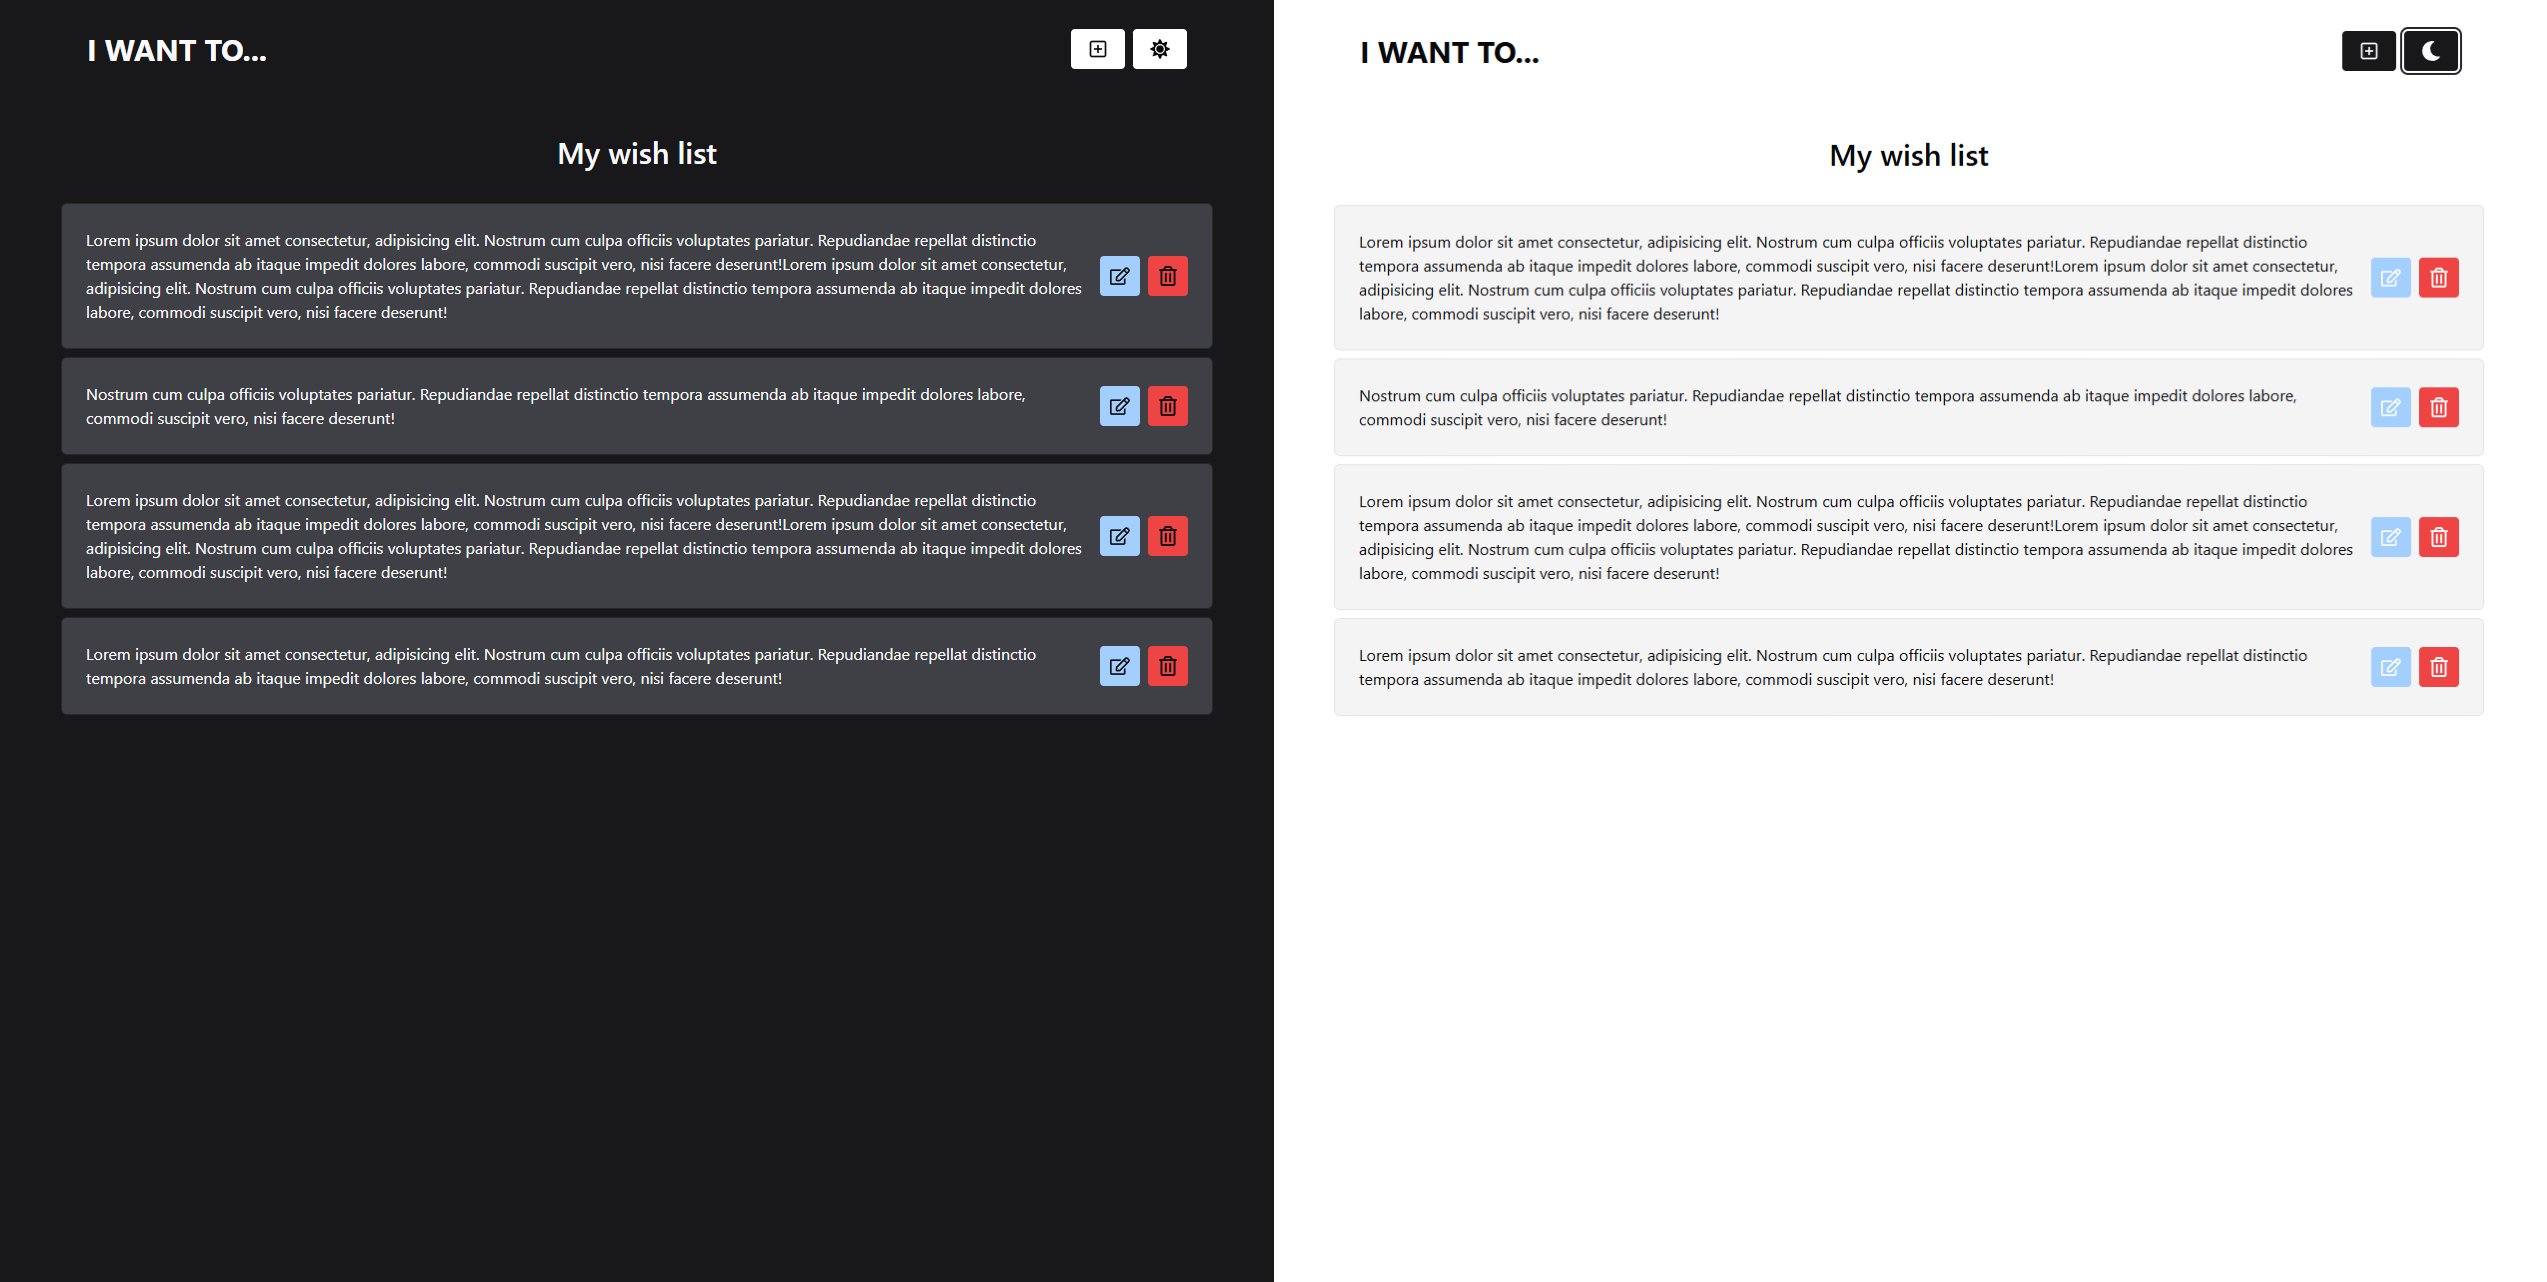 I WANT TO...
My wish list
Lorem ipsum dolor sit amet consectetur, adipisicing elit. Nostrum cum culpa officiis voluptates pariatur. Repudiandae repellat distinctio
tempora assumenda ab itaque impedit dolores labore, commodi suscipit vero, nisi facere deserunt!Lorem ipsum dolor sit amet consectetur,
adipisicing elit. Nostrum cum culpa officiis voluptates pariatur. Repudiandae repellat distinctio tempora assumenda ab itaque impedit dolores
labore, commodi suscipit vero, nisi facere deserunt!
Nostrum cum culpa officiis voluptates pariatur. Repudiandae repellat distinctio tempora assumenda ab itaque impedit dolores labore,
commodi suscipit vero, nisi facere deserunt!
Lorem ipsum dolor sit amet consectetur, adipisicing elit. Nostrum cum culpa officiis voluptates pariatur. Repudiandae repellat distinctio
tempora assumenda ab itaque impedit dolores labore, commodi suscipit vero, nisi facere deserunt!Lorem ipsum dolor sit amet consectetur,
adipisicing elit. Nostrum cum culpa officiis voluptates pariatur. Repudiandae repellat distinctio tempora assumenda ab itaque impedit dolores
labore, commodi suscipit vero, nisi facere deserunt!
Lorem ipsum dolor sit amet consectetur, adipisicing elit. Nostrum cum culpa officiis voluptates pariatur. Repudiandae repellat distinctio
tempora assumenda ab itaque impedit dolores labore, commodi suscipit vero, nisi facere deserunt!
I WANT TO...
My wish list
Lorem ipsum dolor sit amet consectetur, adipisicing elit. Nostrum cum culpa officiis voluptates pariatur. Repudiandae repellat distinctio
tempora assumenda ab itaque impedit dolores labore, commodi suscipit vero, nisi facere deserunt!Lorem ipsum dolor sit amet consectetur,
adipisicing elit. Nostrum cum culpa officiis voluptates pariatur. Repudiandae repellat distinctio tempora assumenda ab itaque impedit dolores
labore, commodi suscipit vero, nisi facere deserunt!
Nostrum cum culpa officiis voluptates pariatur. Repudiandae repellat distinctio tempora assumenda ab itaque impedit dolores labore,
commodi suscipit vero, nisi facere deserunt!
Lorem ipsum dolor sit amet consectetur, adipisicing elit. Nostrum cum culpa officiis voluptates pariatur. Repudiandae repellat distinctio
tempora assumenda ab itaque impedit dolores labore, commodi suscipit vero, nisi facere deserunt!Lorem ipsum dolor sit amet consectetur,
adipisicing elit. Nostrum cum culpa officiis voluptates pariatur. Repudiandae repellat distinctio tempora assumenda ab itaque impedit dolores
labore, commodi suscipit vero, nisi facere deserunt!
Lorem ipsum dolor sit amet consectetur, adipisicing elit. Nostrum cum culpa officiis voluptates pariatur. Repudiandae repellat distinctio
tempora assumenda ab itaque impedit dolores labore, commodi suscipit vero, nisi facere deserunt!